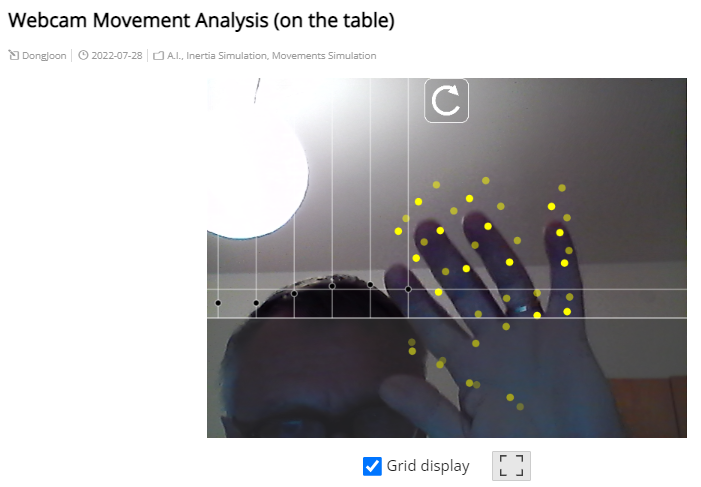 Webcam Movement Analysis (on the table)
DongJoon 2022-07-28 A.I., Inertia Simulation, Movements Simulation
Grid display